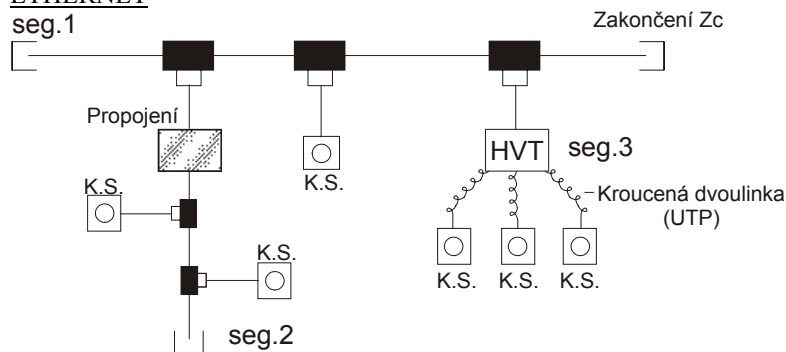 ETHERNET
seg.1
Zakončení Zc
Propojení
K.S.
HVT
seg.3
K.S.
Kroucená dvoulinka
(UTP)
K.S.
K.S.
K.S.
K.S.
seg.2